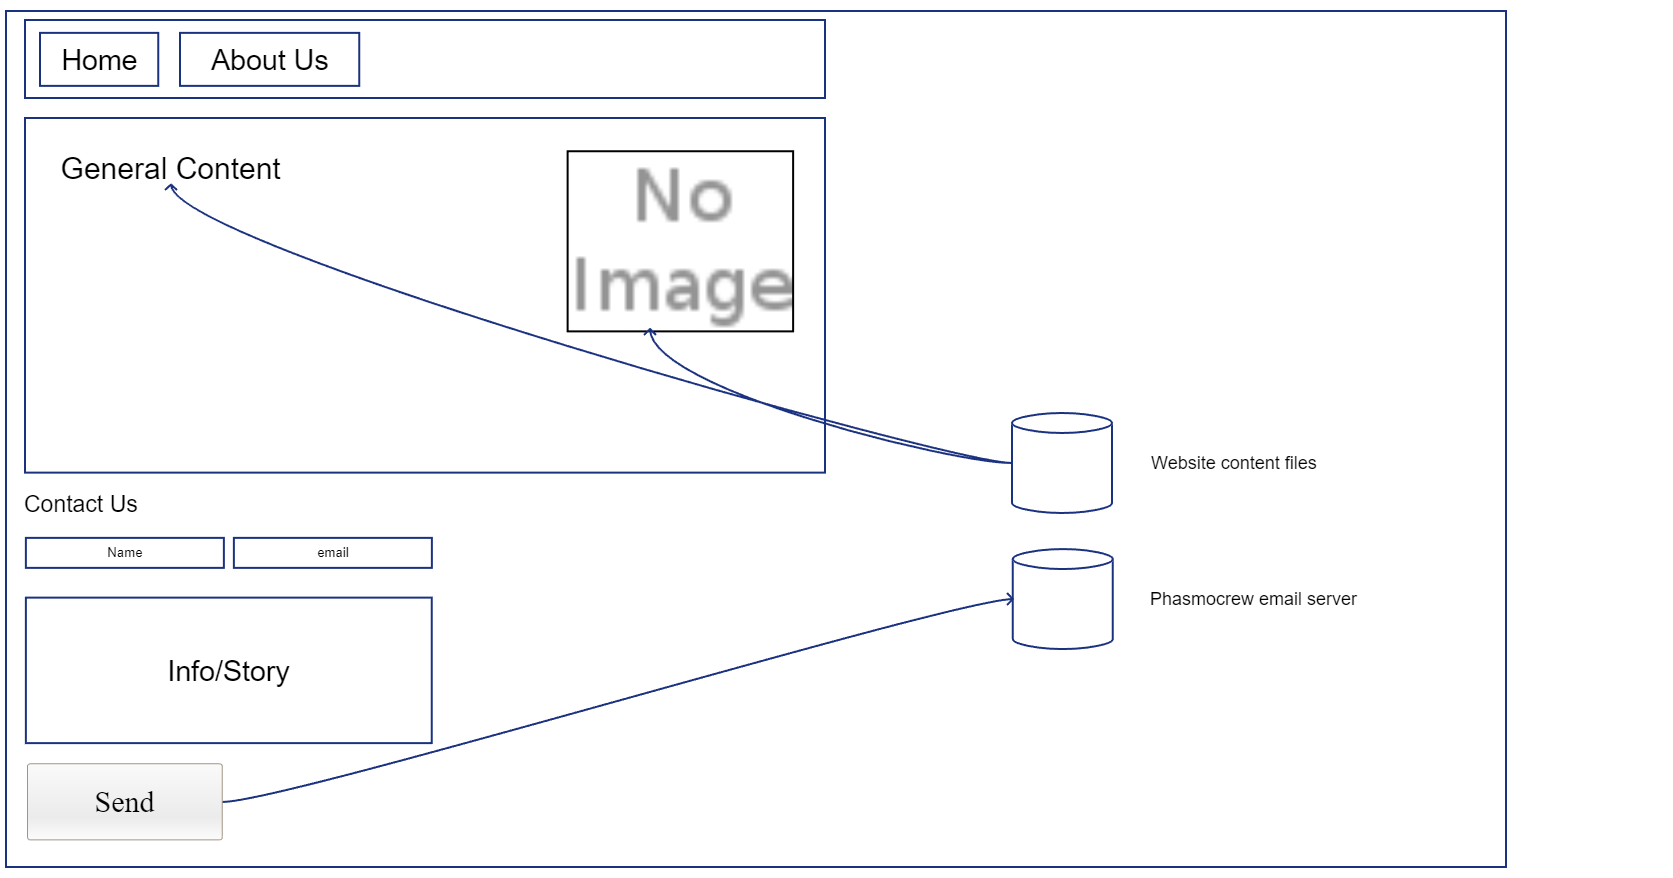 Home
About Us
General Content
No
Image
Website content files
Contact Us
Name
email
Phasmocrew email server
Info/Story
Send